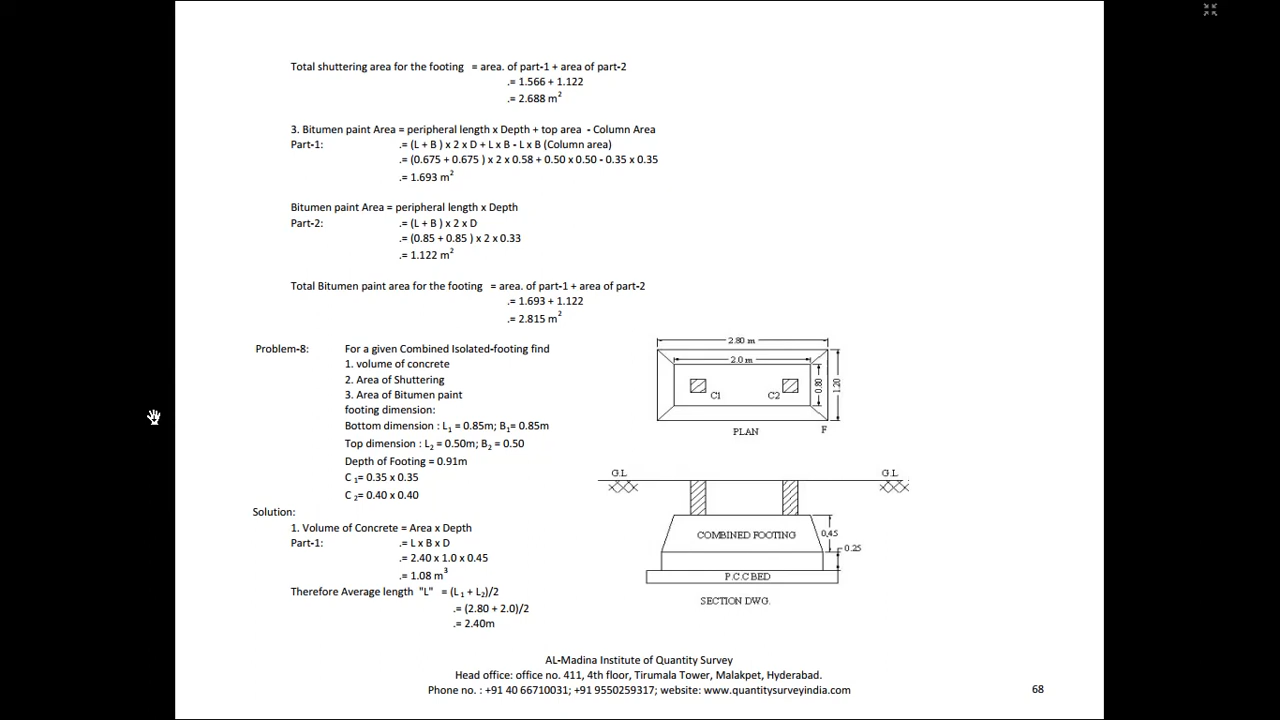 Total shuttering area for the footing = area. of part-1 + area of part-2
.= 1.566 + 1.122
.= 2.688 m²
3. Bitumen paint Area = peripheral length x Depth + top area - Column Area
Part-1: .= (L + B ) x 2 x D + L x B - L x B (Column area)
.= (0.675 + 0.675 ) x 2 x 0.58 + 0.50 x 0.50 - 0.35 x 0.35
.= 1.693 m²
Bitumen paint Area = peripheral length x Depth
Part-2: .= (L + B ) x 2 x D
.= (0.85 + 0.85 ) x 2 x 0.33
.= 1.122 m²
Total Bitumen paint area for the footing = area. of part-1 + area of part-2
.= 1.693 + 1.122
.= 2.815 m²
Problem-8: For a given Combined Isolated-footing find
1. volume of concrete
2. Area of Shuttering
3. Area of Bitumen paint
footing dimension:
Bottom dimension : L₁ = 0.85m; B₁= 0.85m
Top dimension : L₂ = 0.50m; B₂ = 0.50
Depth of Footing = 0.91m
C ₁= 0.35 x 0.35
C ₂= 0.40 x 0.40
2.80 m
2.0 m
0.80
1.20
C1
C2
PLAN
F
G.L
G.L
COMBINED FOOTING
0.45
0.25
P.C.C BED
SECTION DWG.
Solution:
1. Volume of Concrete = Area x Depth
Part-1: .= L x B x D
.= 2.40 x 1.0 x 0.45
.= 1.08 m³
Therefore Average length "L" = (L ₁ + L₂)/2
.= (2.80 + 2.0)/2
.= 2.40m
AL-Madina Institute of Quantity Survey
Head office: office no. 411, 4th floor, Tirumala Tower, Malakpet, Hyderabad.
Phone no. : +91 40 66710031; +91 9550259317; website: www.quantitysurveyindia.com
68